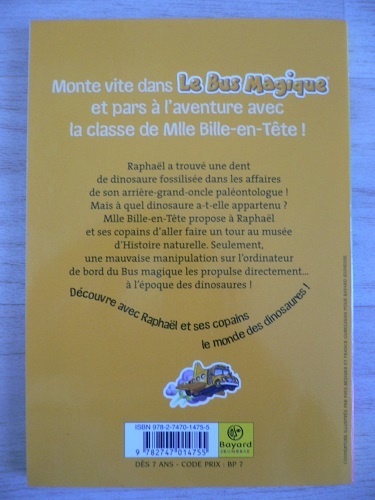 Monte vite dans Le Bus Magique
et pars à l'aventure avec
la classe de Mlle Bille-en-Tête !
Raphaël a trouvé une dent
de dinosaure fossilisée dans les affaires
de son arrière-grand-oncle paléontologue !
Mais à quel dinosaure a-t-elle appartenu ?
Mlle Bille-en-Tête propose à Raphaël
et ses copains d'aller faire un tour au musée
d'Histoire naturelle. Seulement,
une mauvaise manipulation sur l'ordinateur
de bord du Bus magique les propulse directement...
à l'époque des dinosaures !
Découvre avec Raphaël et ses copains
le monde des dinosaures !
ISBN 978-2-7470-1475-5
9 782747 014755
Bayard
JEUNESSE
DÈS 7 ANS - CODE PRIX : BP 7